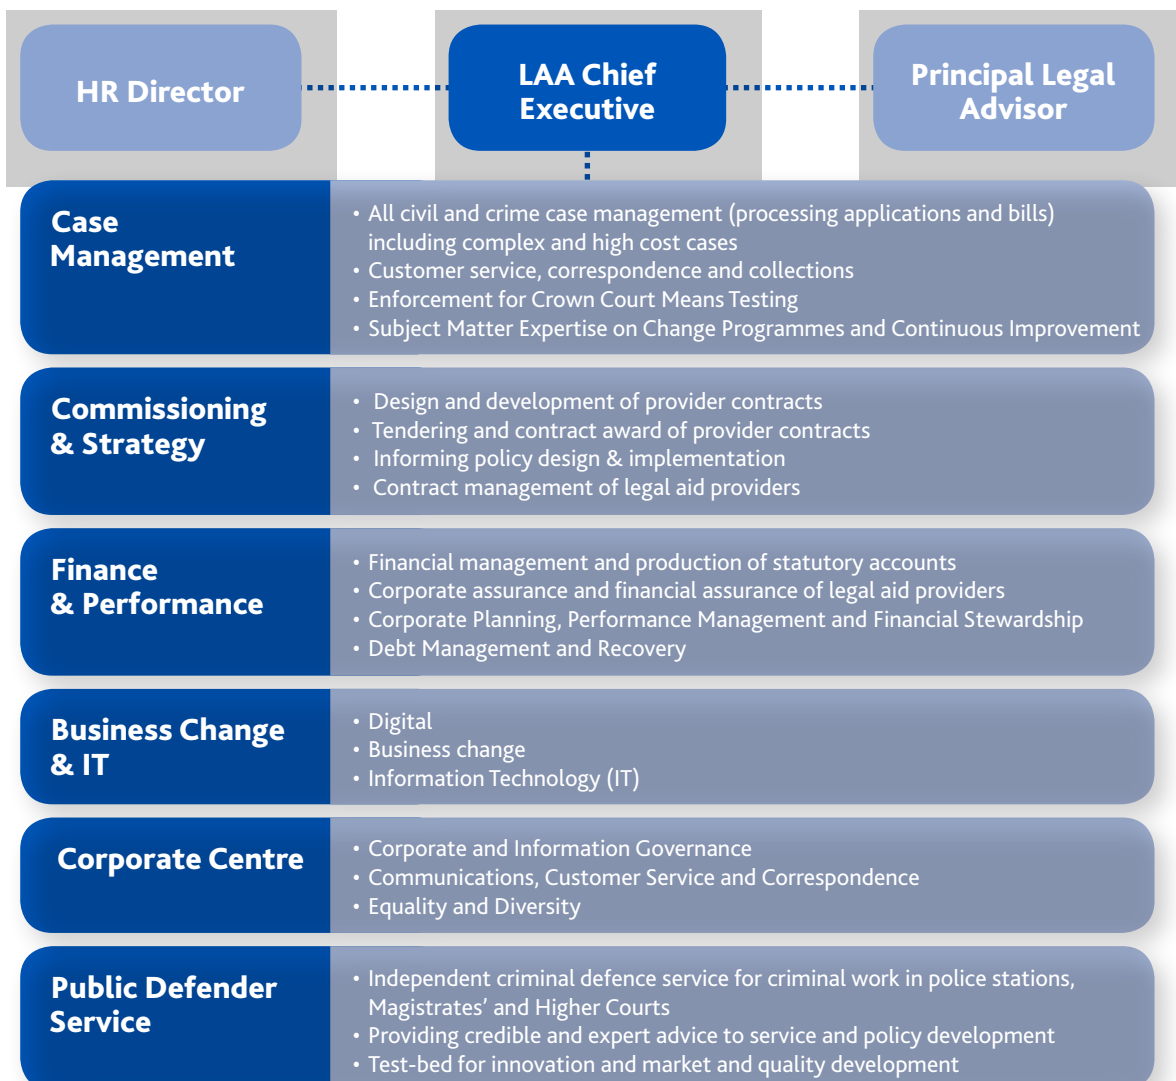 HR Director
LAA Chief
Executive
Principal Legal
Advisor
Case
Management
• All civil and crime case management (processing applications and bills)
including complex and high cost cases
• Customer service, correspondence and collections
• Enforcement for Crown Court Means Testing
• Subject Matter Expertise on Change Programmes and Continuous Improvement
Commissioning
& Strategy
• Design and development of provider contracts
• Tendering and contract award of provider contracts
• Informing policy design & implementation
• Contract management of legal aid providers
Finance
& Performance
• Financial management and production of statutory accounts
• Corporate assurance and financial assurance of legal aid providers
• Corporate Planning, Performance Management and Financial Stewardship
• Debt Management and Recovery
Business Change
& IT
• Digital
• Business change
• Information Technology (IT)
Corporate Centre
• Corporate and Information Governance
• Communications, Customer Service and Correspondence
• Equality and Diversity
Public Defender
Service
• Independent criminal defence service for criminal work in police stations,
Magistrates’ and Higher Courts
• Providing credible and expert advice to service and policy development
• Test-bed for innovation and market and quality development